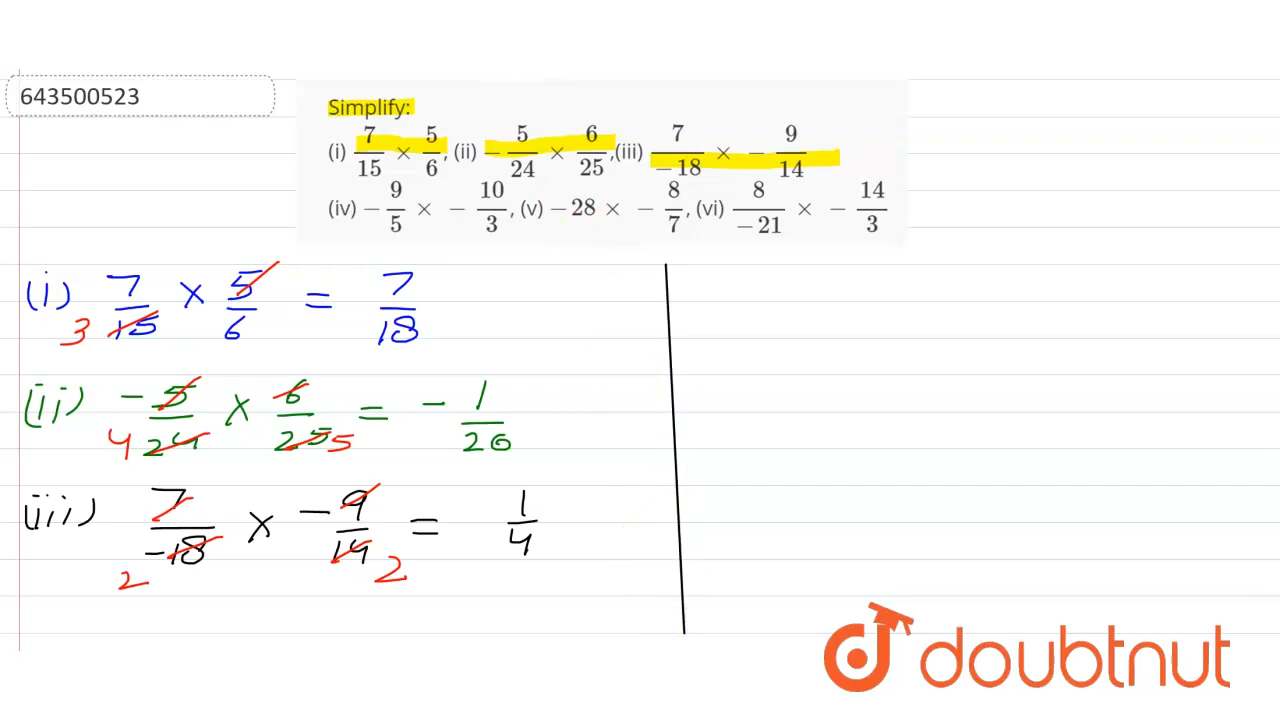 643500523
Simplify:
(i) 7/15 × 5/6, (ii) −5/24 × 6/25,(iii) 7/−18 × −9/14
(iv) −9/5 × −10/3, (v) −28 × −8/7, (vi) 8/−21 × −14/3
(i) 7/15 × 5/6 = 7/18
3
(ii) −5/24 × 6/25 = −1/20
4 5
(iii) 7/−18 × −9/14 = 1/4
2 2
doubtnut